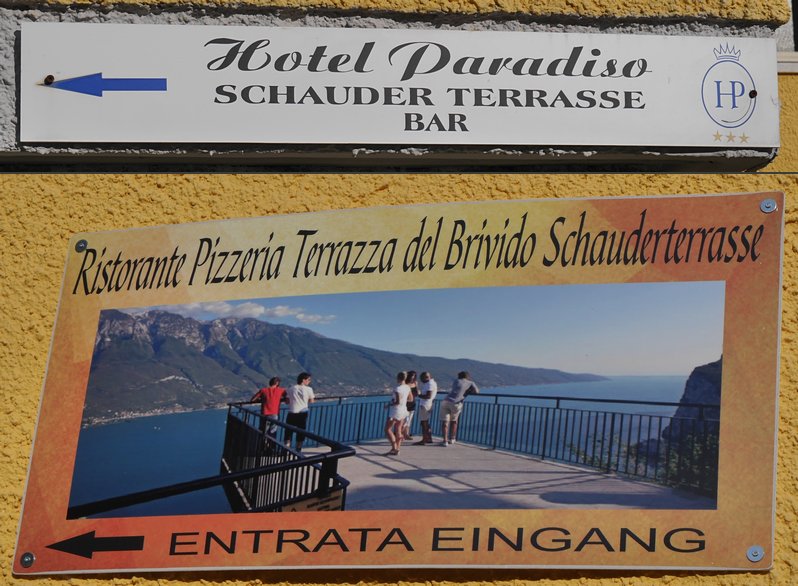 Hotel Paradiso
SCHAUDER TERRASSE
BAR
HP
Ristorante Pizzeria Terrazza del Brivido Schauderterrasse
ENTRATA EINGANG